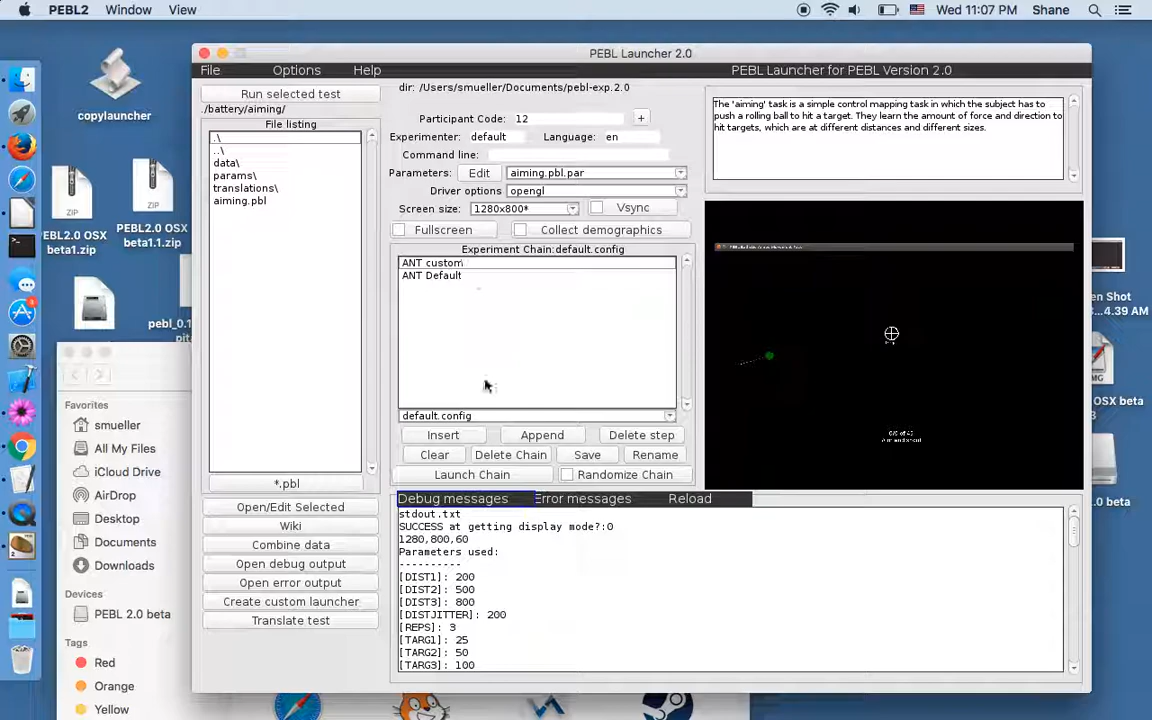 PEBL2 Window View Wed 11:07 PM Shane
PEBL Launcher 2.0
File Options Help PEBL Launcher for PEBL Version 2.0
copylauncher
ZIP
EBL2.0 OSX
beta1.zip
ZIP
PEBL2 OSX
beta1.1.zip
pebl_0.1
Run selected test
./battery/aiming/
File listing
.\
..\
data\
params\
translations\
aiming.pbl
*.pbl
Open/Edit Selected
Wiki
Combine data
Open debug output
Open error output
Create custom launcher
Translate test
dir: /Users/smueller/Documents/pebl-exp.2.0
Participant Code: 12 +
Experimenter: default Language: en
Command line:
Parameters: Edit aiming.pbl.par
Driver options opengl
Screen size: 1280x800* Vsync
Fullscreen Collect demographics
Experiment Chain:default.config
ANT custom
ANT Default
default.config
Insert Append Delete step
Clear Delete Chain Save Rename
Launch Chain Randomize Chain
The 'aiming' task is a simple control mapping task in which the subject has to
push a rolling ball to hit a target. They learn the amount of force and direction to
hit targets, which are at different distances and different sizes.
Debug messages Error messages Reload
stdout.txt
SUCCESS at getting display mode?:0
1280,800,60
Parameters used:
----------
[DIST1]: 200
[DIST2]: 500
[DIST3]: 800
[DISTJITTER]: 200
[REPS]: 3
[TARG1]: 25
[TARG2]: 50
[TARG3]: 100
Favorites
smueller
All My Files
iCloud Drive
AirDrop
Desktop
Documents
Downloads
Devices
PEBL 2.0 beta
Tags
Red
Orange
Yellow
en Shot
3...4.39 AM
MG
OSX beta
3
.0 beta